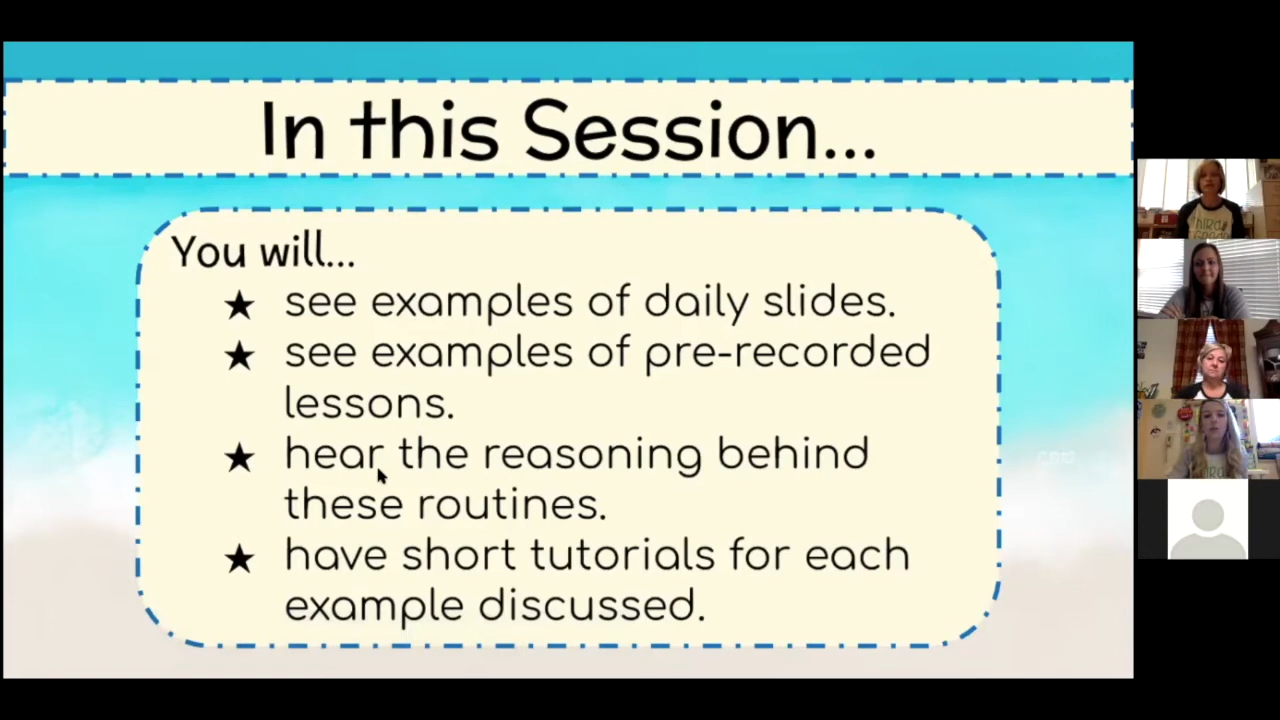 In this Session...
You will...
★ see examples of daily slides.
★ see examples of pre-recorded
lessons.
★ hear the reasoning behind
these routines.
★ have short tutorials for each
example discussed.